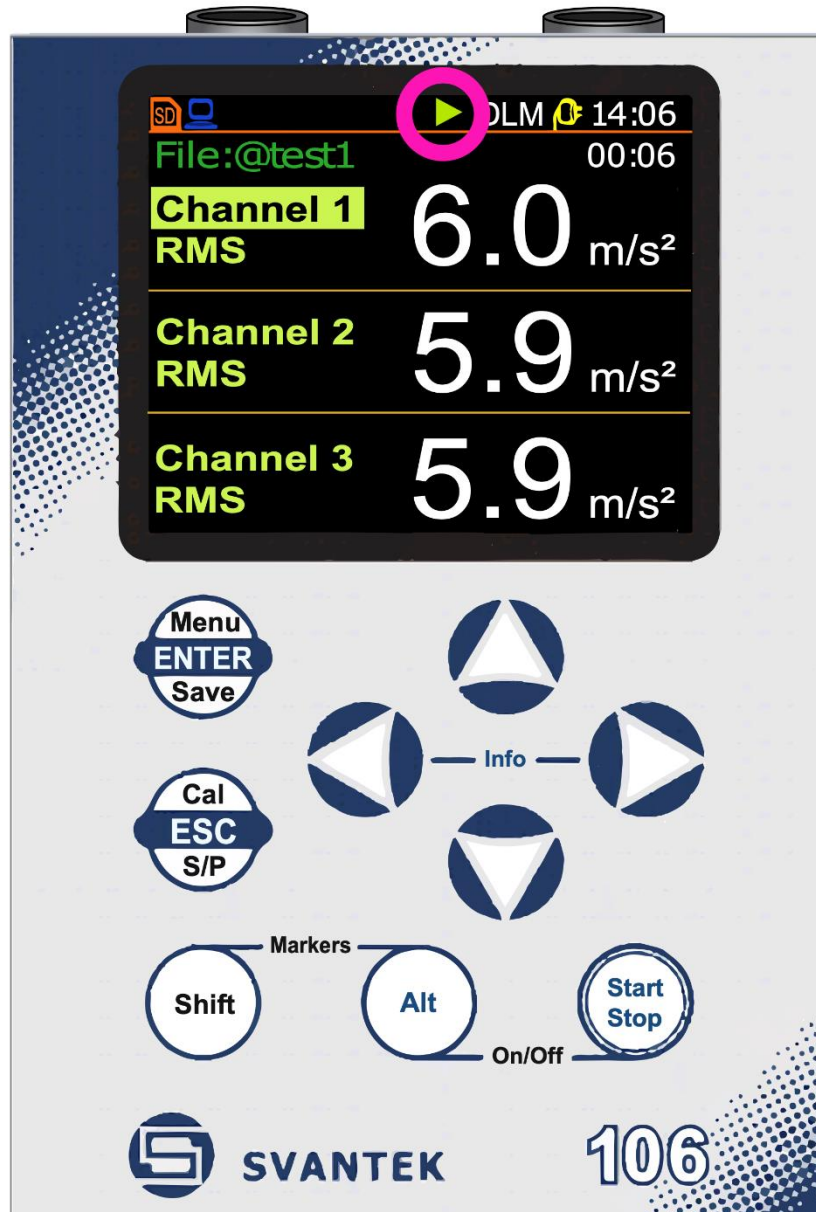 SD 14:06
File:@test1 00:06
Channel 1
RMS 6.0 m/s²
Channel 2
RMS 5.9 m/s²
Channel 3
RMS 5.9 m/s²
Menu
ENTER
Save
Info
Cal
ESC
S/P
Markers
Shift Alt Start
Stop
On/Off
SVANTEK 106